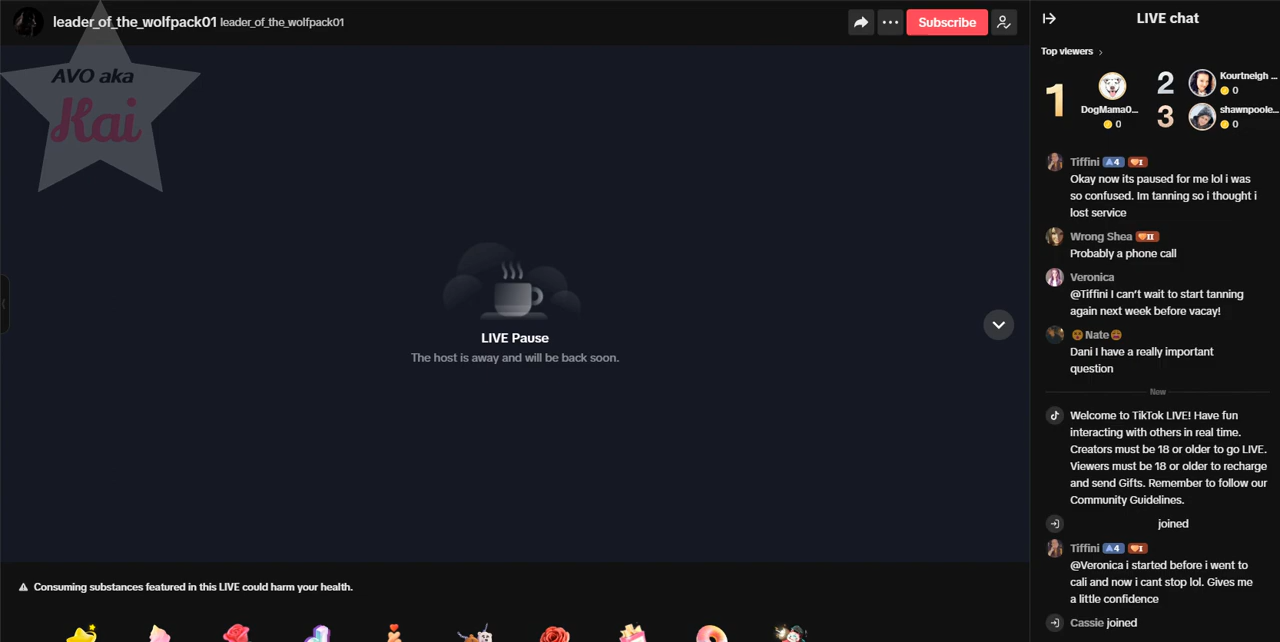 leader_of_the_wolfpack01 leader_of_the_wolfpack01
Subscribe
AVO aka
Kai
LIVE Pause
The host is away and will be back soon.
Consuming substances featured in this LIVE could harm your health.
LIVE chat
Top viewers
1
DogMama0...
0
2
Kourtneigh ...
0
3
shawnpoole...
0
Tiffini 4 I
Okay now its paused for me lol i was
so confused. Im tanning so i thought i
lost service
Wrong Shea II
Probably a phone call
Veronica
@Tiffini I can't wait to start tanning
again next week before vacay!
Nate
Dani I have a really important
question
New
Welcome to TikTok LIVE! Have fun
interacting with others in real time.
Creators must be 18 or older to go LIVE.
Viewers must be 18 or older to recharge
and send Gifts. Remember to follow our
Community Guidelines.
joined
Tiffini 4 I
@Veronica i started before i went to
cali and now i cant stop lol. Gives me
a little confidence
Cassie joined